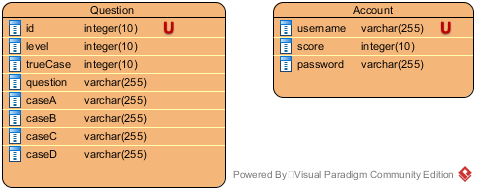 Question
id integer(10) U
level integer(10)
trueCase integer(10)
question varchar(255)
caseA varchar(255)
caseB varchar(255)
caseC varchar(255)
caseD varchar(255)
Account
username varchar(255) U
score integer(10)
password varchar(255)
Powered By Visual Paradigm Community Edition